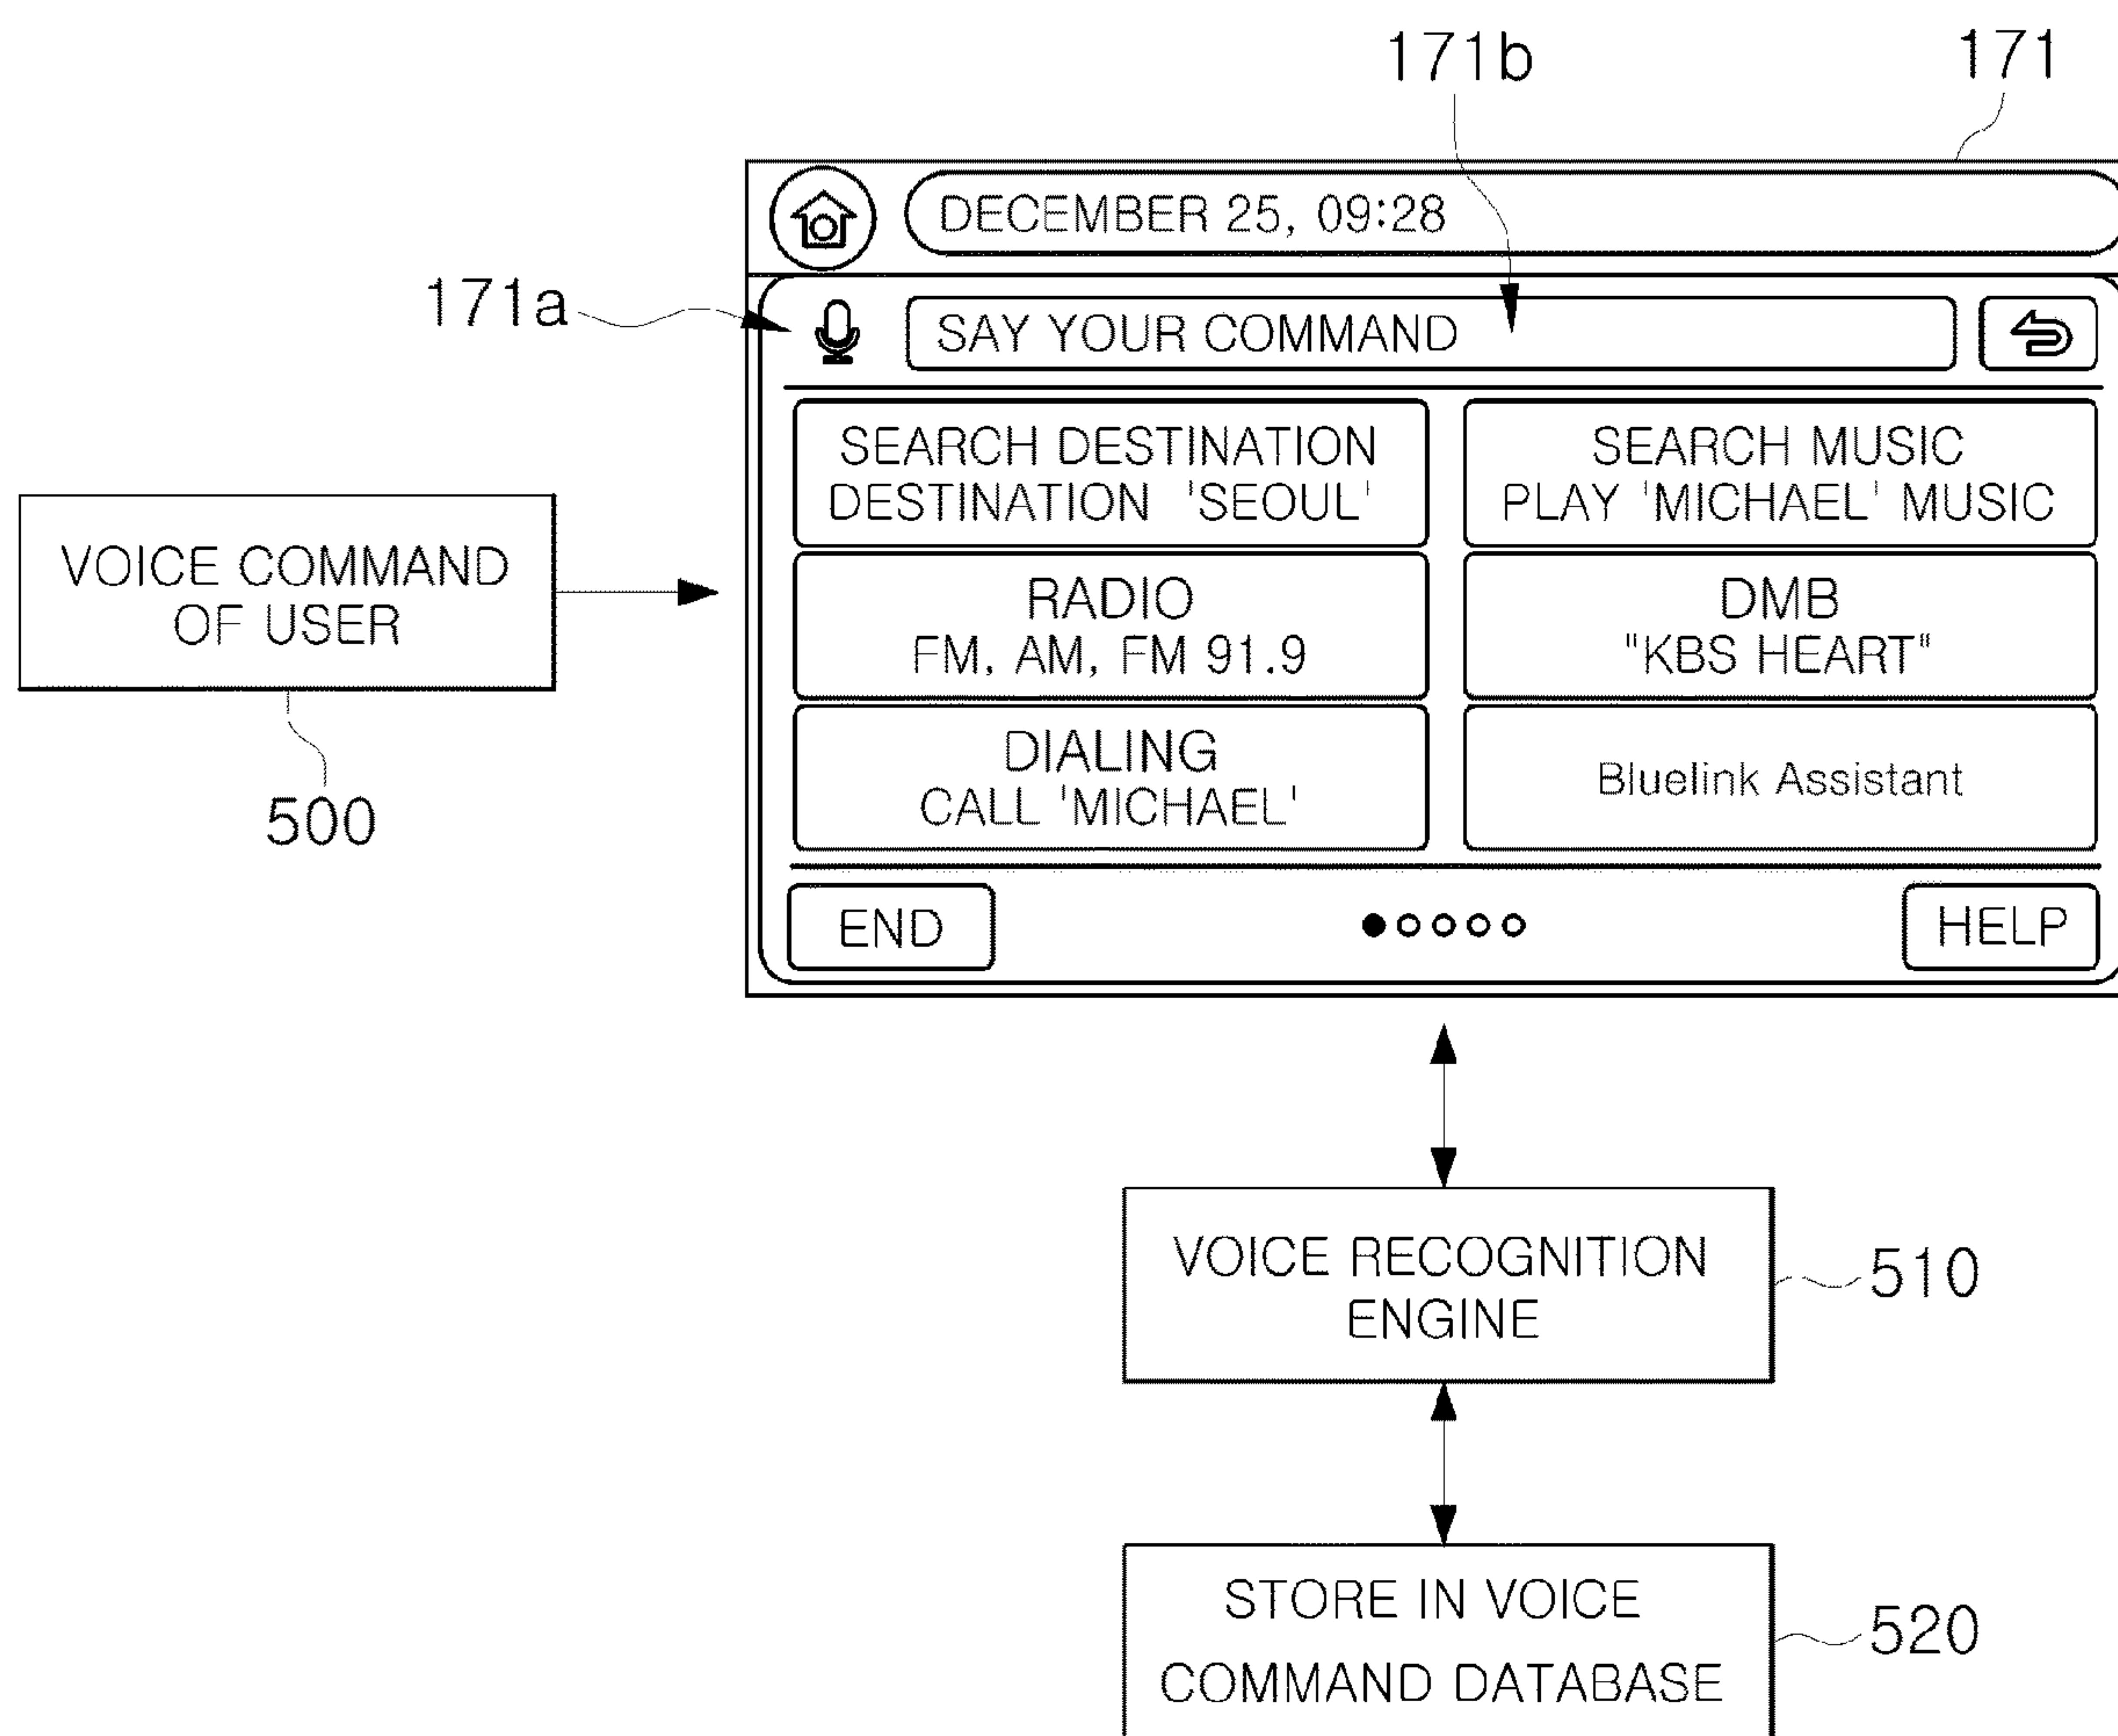 171b
171
DECEMBER 25, 09:28
171a
SAY YOUR COMMAND
SEARCH DESTINATION
DESTINATION 'SEOUL'
SEARCH MUSIC
PLAY 'MICHAEL' MUSIC
VOICE COMMAND
OF USER
500
RADIO
FM, AM, FM 91.9
DMB
"KBS HEART"
DIALING
CALL 'MICHAEL'
Bluelink Assistant
END
HELP
VOICE RECOGNITION
ENGINE
510
STORE IN VOICE
COMMAND DATABASE
520